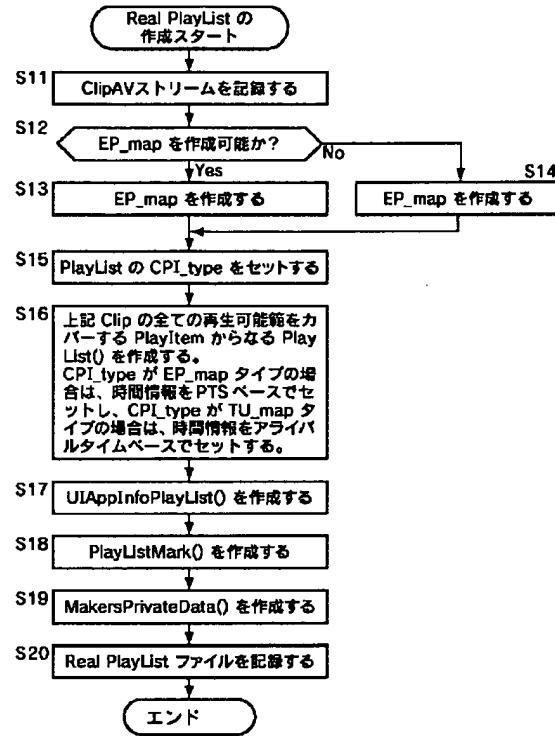 Real PlayList の
作成スタート
S11
ClipAVストリームを記録する
S12
EP_map を作成可能か？
No
Yes
S13
EP_map を作成する
S14
EP_map を作成する
S15
PlayList の CPI_type をセットする
S16
上記 Clip の全ての再生可能範をカ
バーする PlayItem からなる Play
List() を作成する。
CPI_type が EP_map タイプの場
合は、時間情報をPTS ベースでセ
ットし、CPI_type が TU_map タ
イプの場合は、時間情報をアライバ
ルタイムベースでセットする。
S17
UIAppInfoPlayList() を作成する
S18
PlayListMark() を作成する
S19
MakersPrivateData() を作成する
S20
Real PlayList ファイルを記録する
エンド